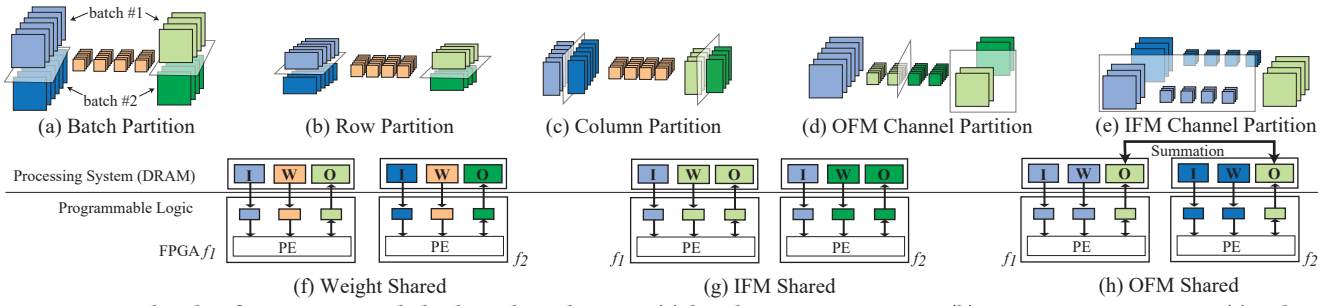 batch #1
batch #2
(a) Batch Partition
(b) Row Partition
(c) Column Partition
(d) OFM Channel Partition
(e) IFM Channel Partition
Processing System (DRAM)
Programmable Logic
FPGA f1
I W O
I W O
PE
PE
f2
(f) Weight Shared
I W O
I W O
f1
PE
PE
f2
(g) IFM Shared
Summation
I W O
I W O
f1
PE
PE
f2
(h) OFM Shared